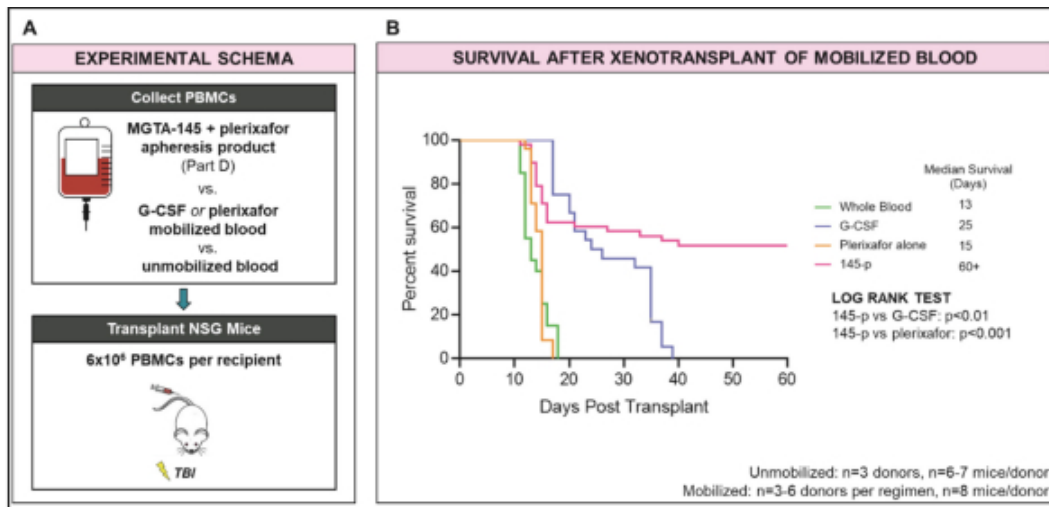 A
EXPERIMENTAL SCHEMA
Collect PBMCs
MGTA-145 + plerixafor
apheresis product
(Part D)
vs.
G-CSF or plerixafor
mobilized blood
vs.
unmobilized blood
Transplant NSG Mice
6x10⁶ PBMCs per recipient
TBI
B
SURVIVAL AFTER XENOTRANSPLANT OF MOBILIZED BLOOD
Percent survival
100
80
60
40
20
0
0 10 20 30 40 50 60
Days Post Transplant
Median Survival
(Days)
Whole Blood 13
G-CSF 25
Plerixafor alone 15
145-p 60+
LOG RANK TEST
145-p vs G-CSF: p<0.01
145-p vs plerixafor: p<0.001
Unmobilized: n=3 donors, n=6-7 mice/donor
Mobilized: n=3-6 donors per regimen, n=8 mice/donor